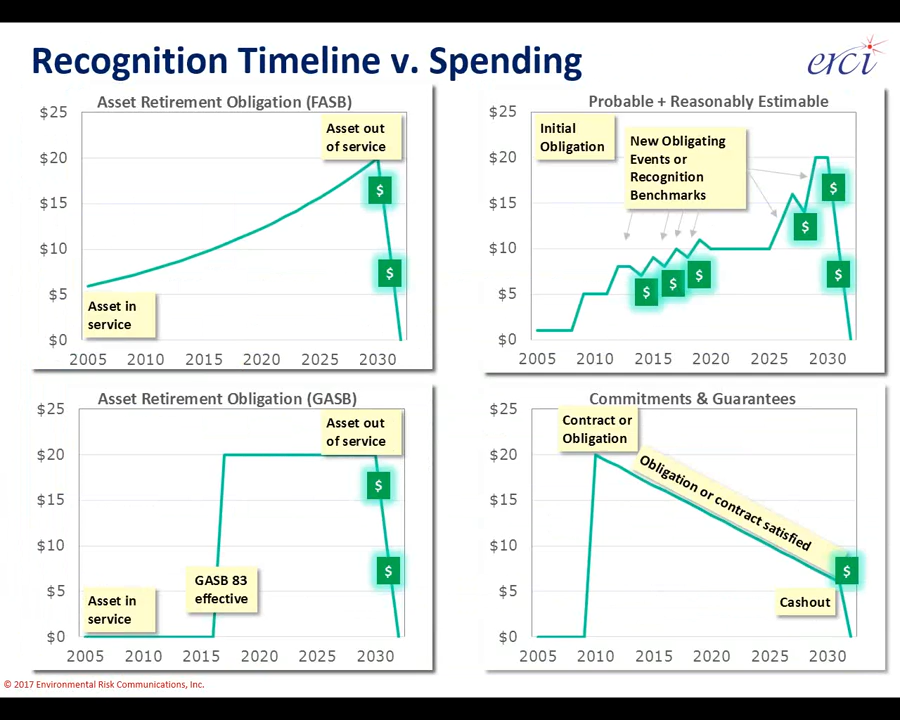 Recognition Timeline v. Spending
erci
Asset Retirement Obligation (FASB)
$25
$20
$15
$10
$5
$0
Asset out
of service
$
$
Asset in
service
2005 2010 2015 2020 2025 2030
Probable + Reasonably Estimable
$25
$20
$15
$10
$5
$0
Initial
Obligation
New Obligating
Events or
Recognition
Benchmarks
$
$
$
$
$
$
2005 2010 2015 2020 2025 2030
Asset Retirement Obligation (GASB)
$25
$20
$15
$10
$5
$0
Asset out
of service
$
$
GASB 83
effective
Asset in
service
2005 2010 2015 2020 2025 2030
Commitments & Guarantees
$25
$20
$15
$10
$5
$0
Contract or
Obligation
Obligation or contract satisfied
$
Cashout
2005 2010 2015 2020 2025 2030
© 2017 Environmental Risk Communications, Inc.